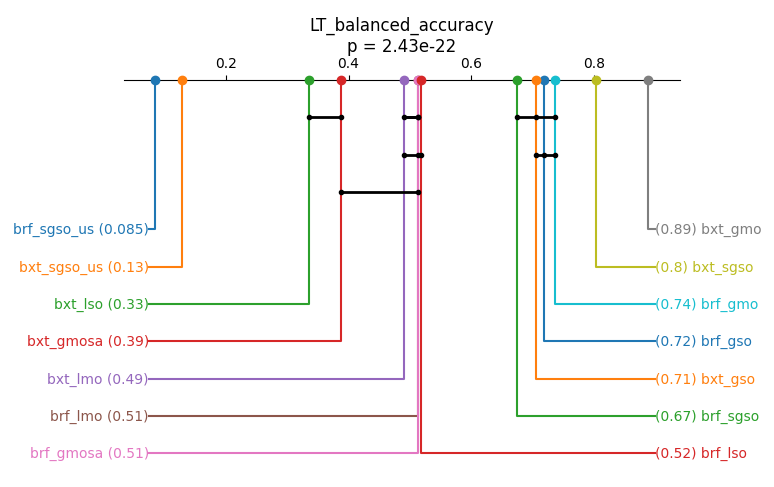 LT_balanced_accuracy
p = 2.43e-22
0.2 0.4 0.6 0.8
brf_sgso_us (0.085) (0.89) bxt_gmo
bxt_sgso_us (0.13) (0.8) bxt_sgso
bxt_lso (0.33) (0.74) brf_gmo
bxt_gmosa (0.39) (0.72) brf_gso
bxt_lmo (0.49) (0.71) bxt_gso
brf_lmo (0.51) (0.67) brf_sgso
brf_gmosa (0.51) (0.52) brf_lso